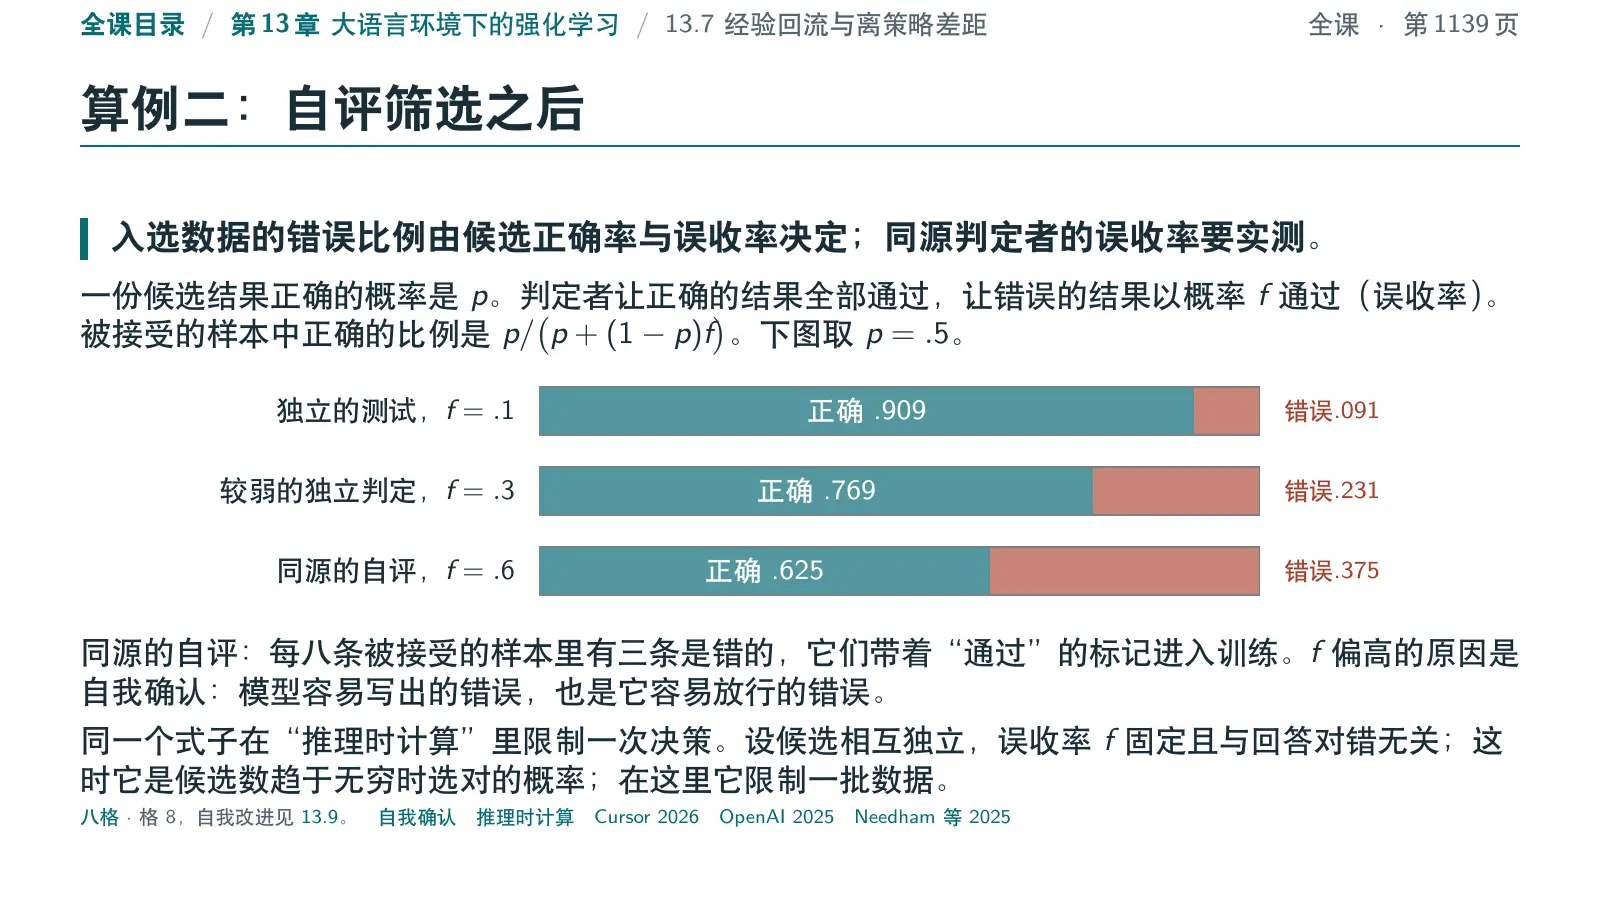 全课目录 / 第13章 大语言环境下的强化学习 / 13.7 经验回流与离策略差距
全课 · 第1139页
算例二：自评筛选之后
入选数据的错误比例由候选正确率与误收率决定；同源判定者的误收率要实测。
一份候选结果正确的概率是 p。判定者让正确的结果全部通过，让错误的结果以概率 f 通过（误收率）。
被接受的样本中正确的比例是 p/(p + (1 − p)f)。下图取 p = .5。
独立的测试，f = .1 正确 .909 错误.091
较弱的独立判定，f = .3 正确 .769 错误.231
同源的自评，f = .6 正确 .625 错误.375
同源的自评：每八条被接受的样本里有三条是错的，它们带着“通过”的标记进入训练。f 偏高的原因是
自我确认：模型容易写出的错误，也是它容易放行的错误。
同一个式子在“推理时计算”里限制一次决策。设候选相互独立，误收率 f 固定且与回答对错无关；这
时它是候选数趋于无穷时选对的概率；在这里它限制一批数据。
八格 · 格 8，自我改进见 13.9。 自我确认 推理时计算 Cursor 2026 OpenAI 2025 Needham 等 2025